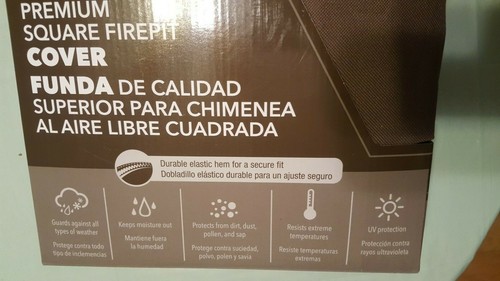 PREMIUM
SQUARE FIREPIT
COVER
FUNDA DE CALIDAD
SUPERIOR PARA CHIMENEA
AL AIRE LIBRE CUADRADA
Durable elastic hem for a secure fit
Dobladillo elástico durable para un ajuste seguro
Guards against all
types of weather
Protege contra todo
tipo de inclemencias
Keeps moisture out
Mantiene fuera
la humedad
Protects from dirt, dust,
pollen, and sap
Protege contra suciedad,
polvo, polen y savia
Resists extreme
temperatures
Resiste temperaturas
extremas
UV protection
Protección contra
rayos ultravioleta